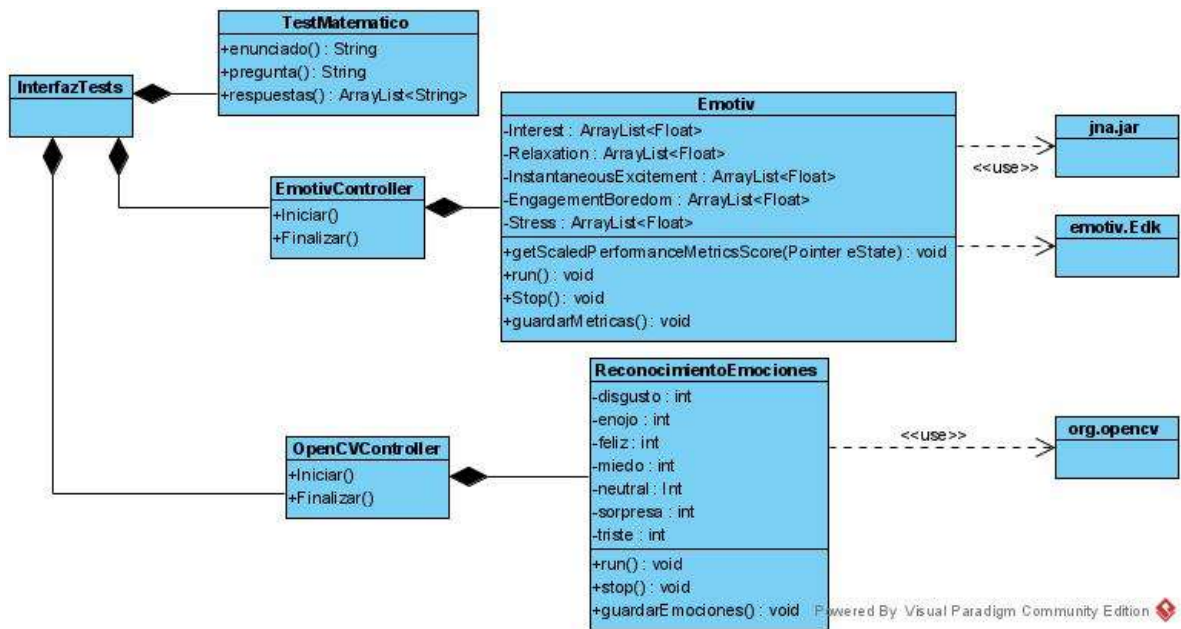 TestMatematico
+enunciado() : String
+pregunta() : String
+respuestas() : ArrayList<String>
InterfazTests
Emotiv
-Interest : ArrayList<Float>
-Relaxation : ArrayList<Float>
-InstantaneousExcitement : ArrayList<Float>
-EngagementBoredom : ArrayList<Float>
-Stress : ArrayList<Float>
+getScaledPerformanceMetricsScore(Pointer eState) : void
+run() : void
+Stop() : void
+guardarMetricas() : void
jna.jar
<<use>>
emotiv.Edk
EmotivController
+Iniciar()
+Finalizar()
ReconocimientoEmociones
-disgusto : int
-enojo : int
-feliz : int
-miedo : int
-neutral : Int
-sorpresa : int
-triste : int
+run() : void
+stop() : void
+guardarEmociones() : void
<<use>>
org.opencv
OpenCVController
+Iniciar()
+Finalizar()
Powered By Visual Paradigm Community Edition